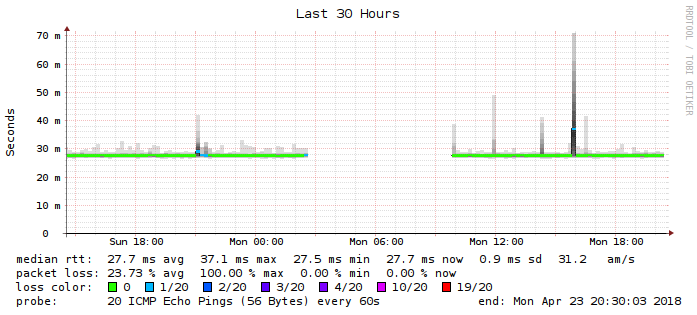 Last 30 Hours
RRDTOOL / TOBI OETIKER
Seconds
70 m
60 m
50 m
40 m
30 m
20 m
10 m
0
Sun 18:00 Mon 00:00 Mon 06:00 Mon 12:00 Mon 18:00
median rtt: 27.7 ms avg 37.1 ms max 27.5 ms min 27.7 ms now 0.9 ms sd 31.2 am/s
packet loss: 23.73 % avg 100.00 % max 0.00 % min 0.00 % now
loss color: 0 1/20 2/20 3/20 4/20 10/20 19/20
probe: 20 ICMP Echo Pings (56 Bytes) every 60s end: Mon Apr 23 20:30:03 2018